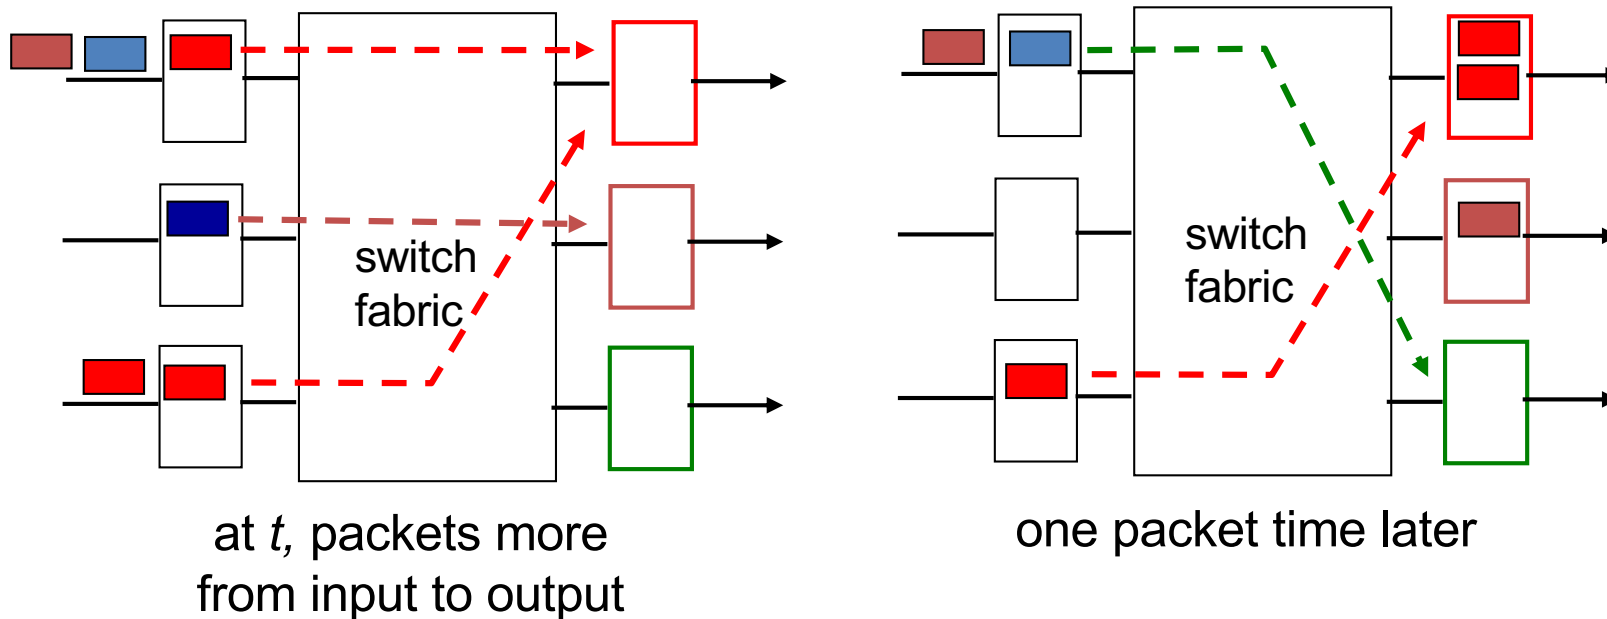 switch
fabric
at t, packets more
from input to output
switch
fabric
one packet time later